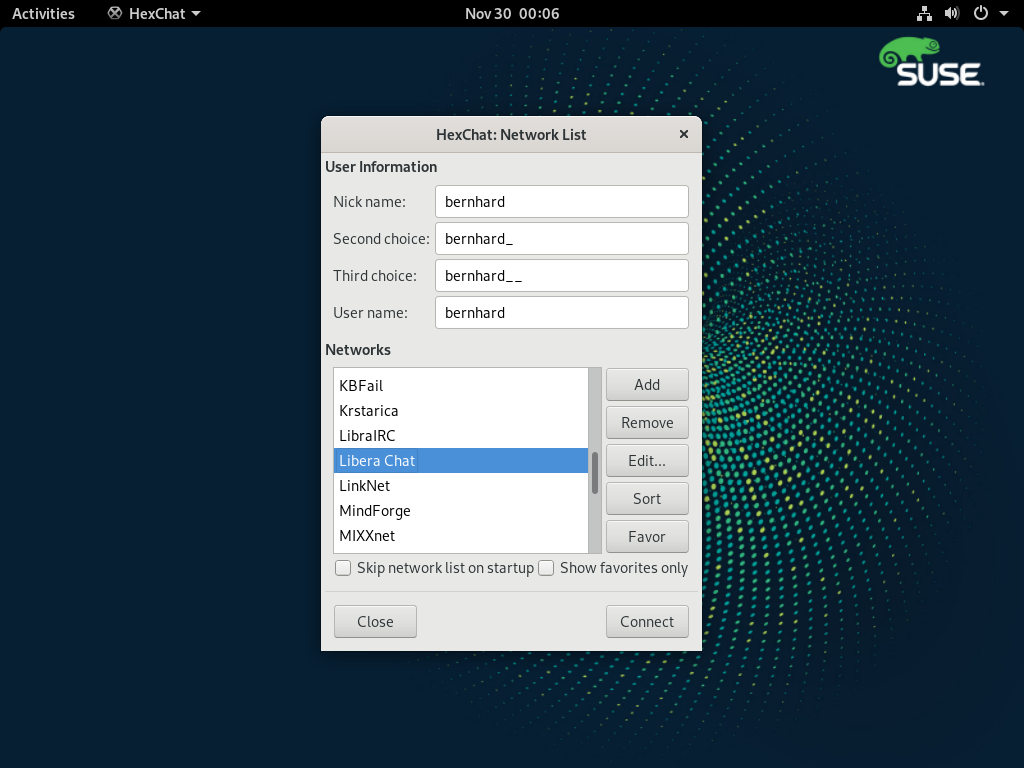 Activities HexChat Nov 30 00:06
SUSE
HexChat: Network List
User Information
Nick name: bernhard
Second choice: bernhard_
Third choice: bernhard__
User name: bernhard
Networks
KBFail
Krstarica
LibraIRC
Libera Chat
LinkNet
MindForge
MIXXnet
Add
Remove
Edit...
Sort
Favor
Skip network list on startup Show favorites only
Close Connect